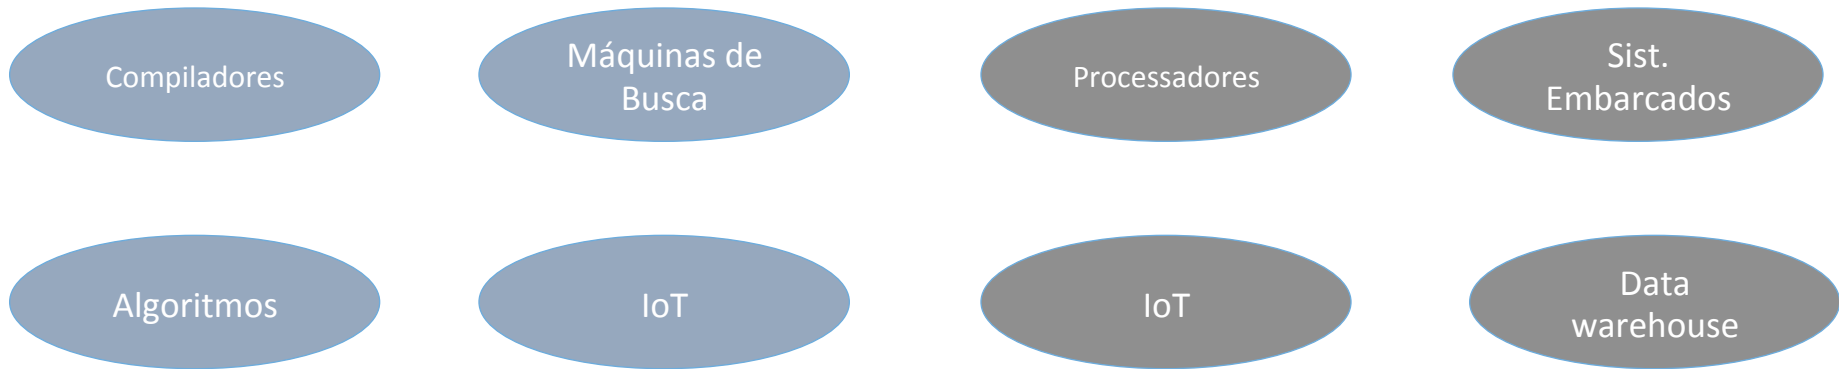 Compiladores
Máquinas de
Busca
Processadores
Sist.
Embarcados
Algoritmos
IoT
IoT
Data
warehouse